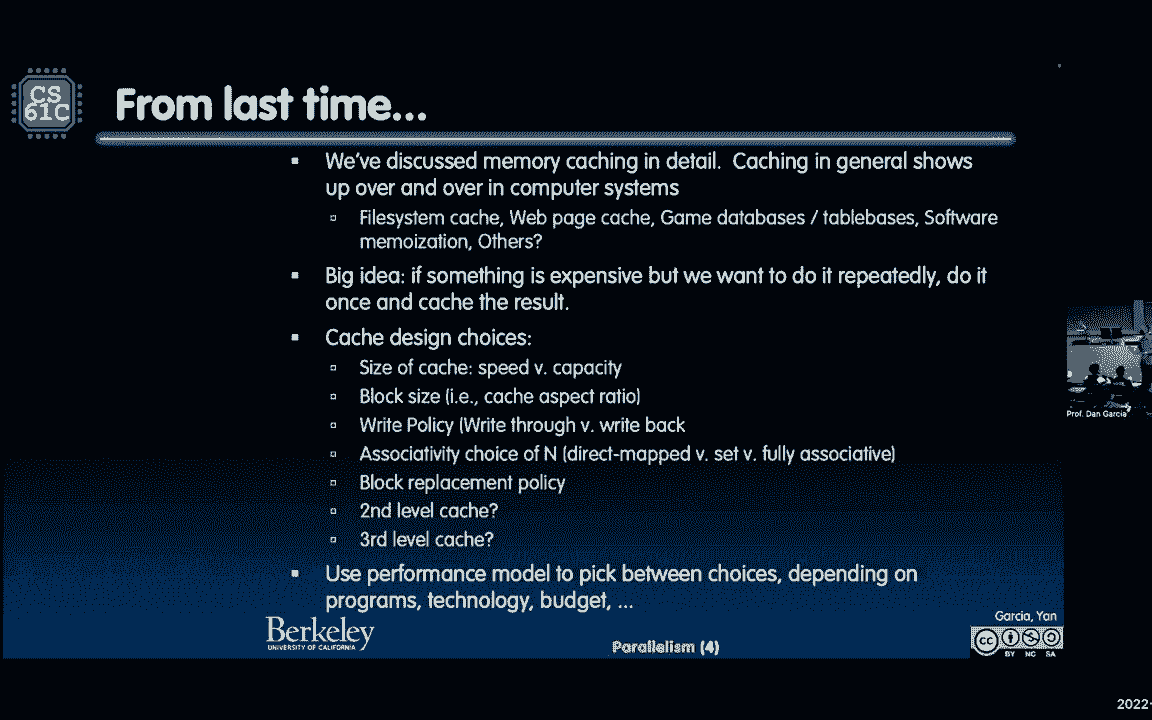 CS
61C
From last time...
▪ We've discussed memory caching in detail. Caching in general shows
up over and over in computer systems
▫ Filesystem cache, Web page cache, Game databases / tablebases, Software
memoization, Others?
▪ Big idea: if something is expensive but we want to do it repeatedly, do it
once and cache the result.
▪ Cache design choices:
▫ Size of cache: speed v. capacity
▫ Block size (i.e., cache aspect ratio)
▫ Write Policy (Write through v. write back
▫ Associativity choice of N (direct-mapped v. set v. fully associative)
▫ Block replacement policy
▫ 2nd level cache?
▫ 3rd level cache?
▪ Use performance model to pick between choices, depending on
programs, technology, budget, ...
Prof. Dan Garcia
Berkeley
UNIVERSITY OF CALIFORNIA
Parallelism (4)
Garcia, Yan
cc
BY NC SA
2022-